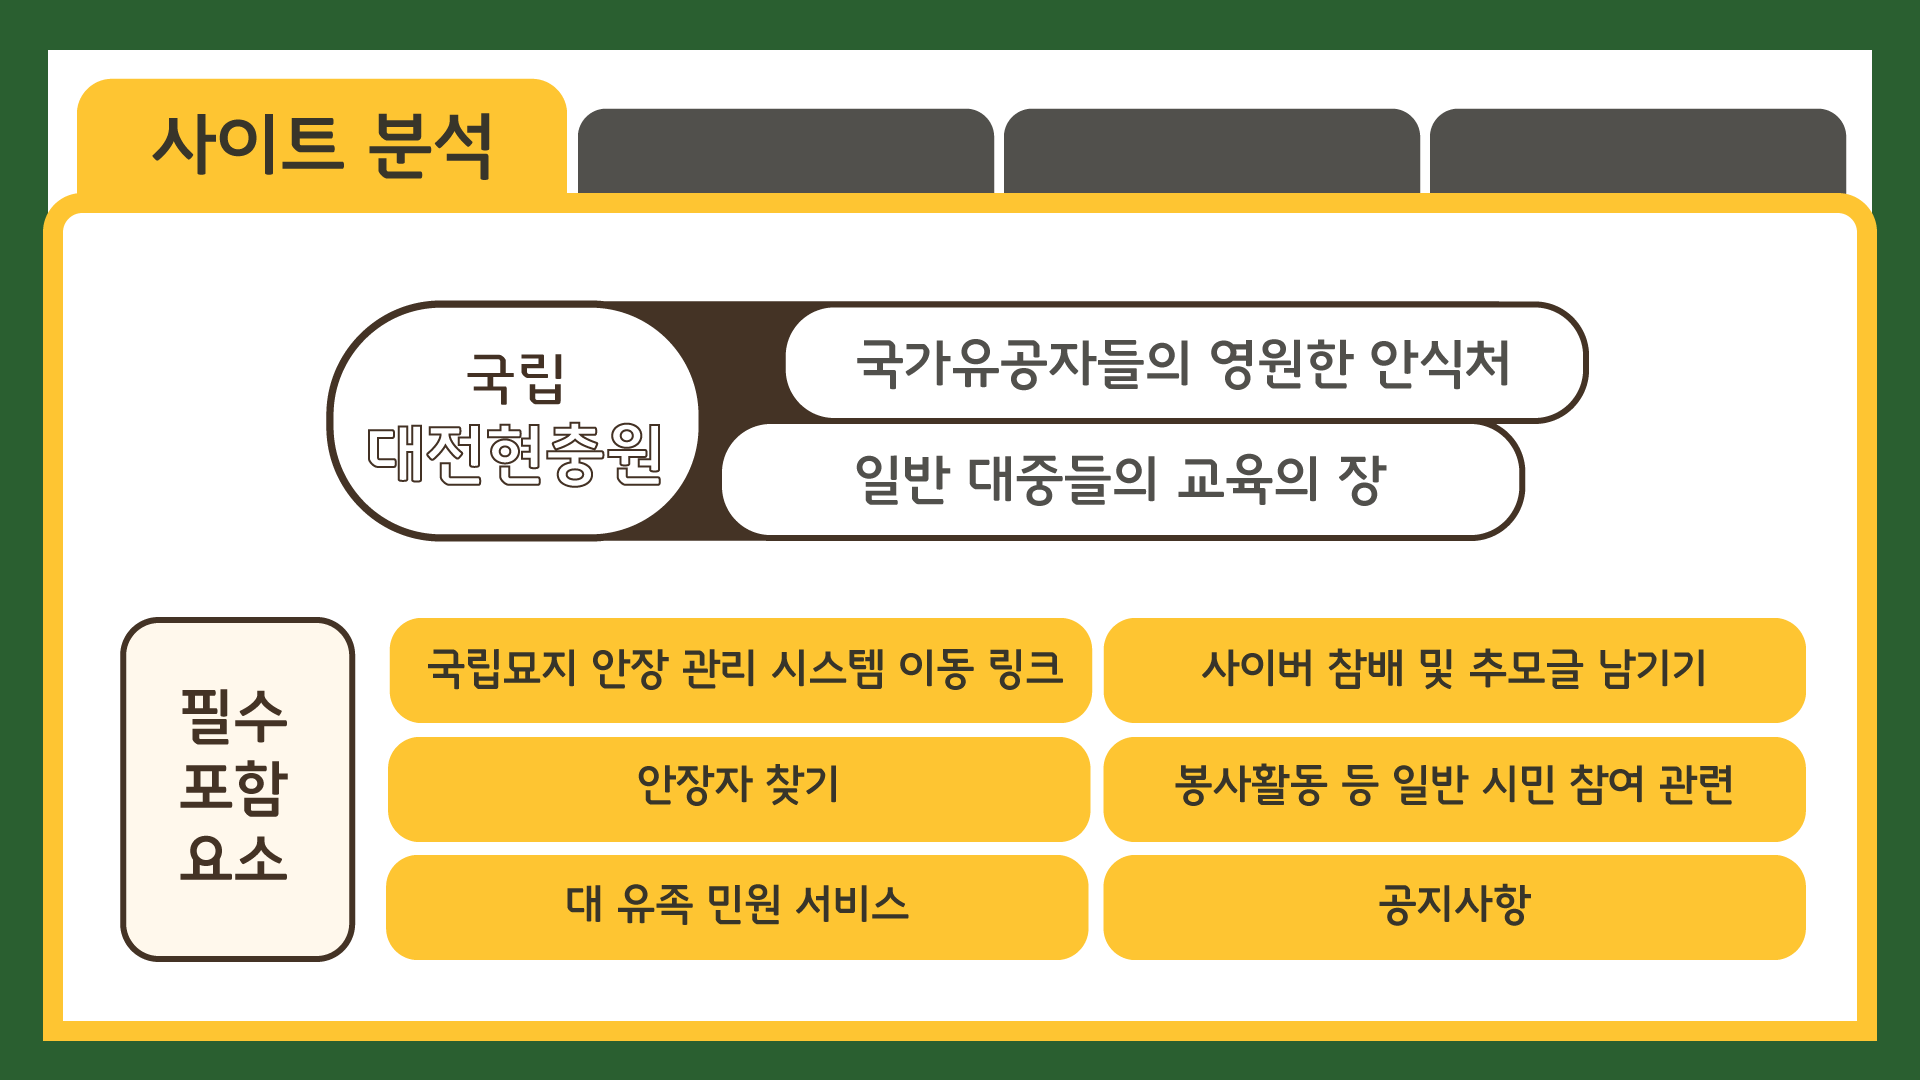 사이트 분석
국립
대전현충원
국가유공자들의 영원한 안식처
일반 대중들의 교육의 장
필수
포함
요소
국립묘지 안장 관리 시스템 이동 링크
사이버 참배 및 추모글 남기기
안장자 찾기
봉사활동 등 일반 시민 참여 관련
대 유족 민원 서비스
공지사항